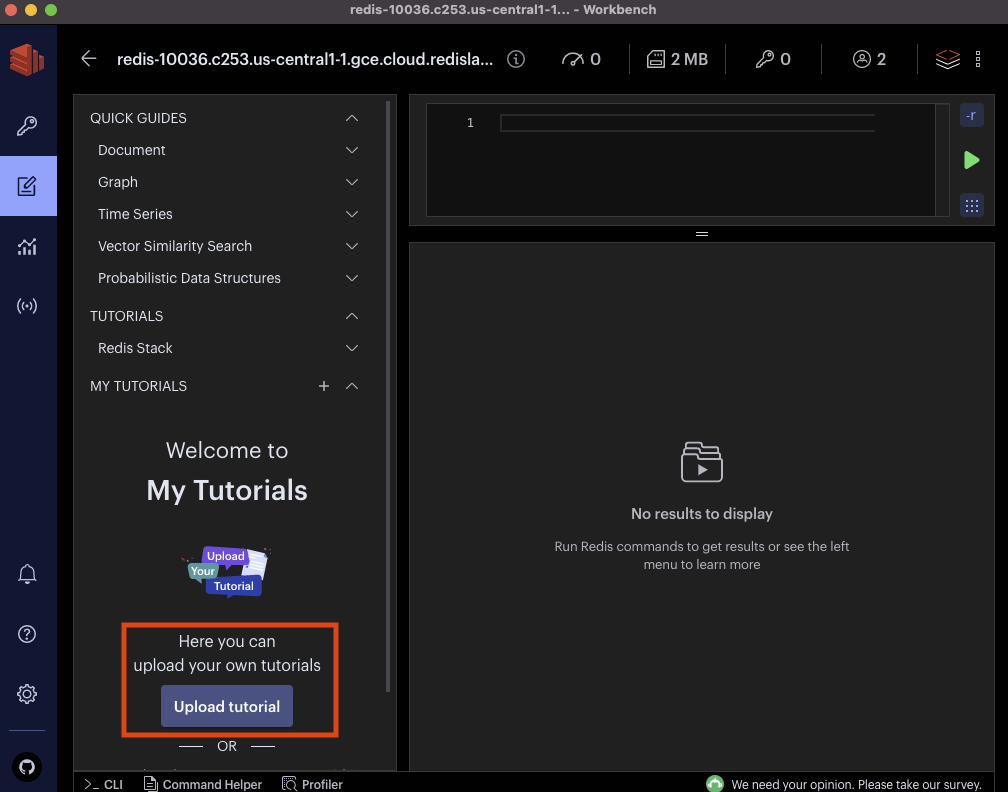 redis-10036.c253.us-central1-1... - Workbench
redis-10036.c253.us-central1-1.gce.cloud.redisla...
0
2 MB
0
2
QUICK GUIDES
Document
Graph
Time Series
Vector Similarity Search
Probabilistic Data Structures
TUTORIALS
Redis Stack
MY TUTORIALS
Welcome to
My Tutorials
Upload
Your
Tutorial
Here you can
upload your own tutorials
Upload tutorial
OR
1
-r
No results to display
Run Redis commands to get results or see the left
menu to learn more
>_ CLI
Command Helper
Profiler
We need your opinion. Please take our survey.